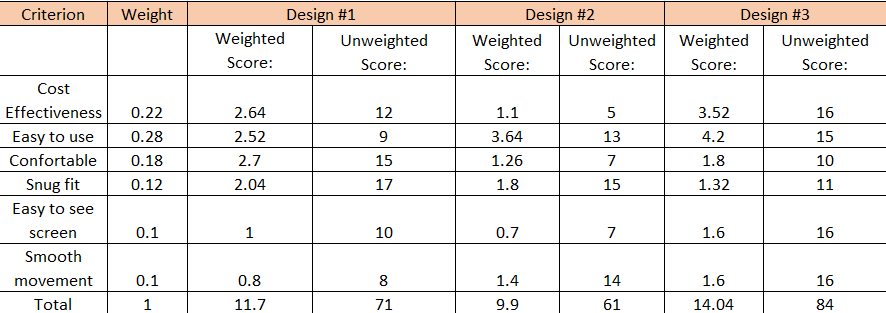 Criterion Weight Design #1 Design #2 Design #3
Weighted Unweighted Weighted Unweighted Weighted Unweighted
Score: Score: Score: Score: Score: Score:
Cost
Effectiveness 0.22 2.64 12 1.1 5 3.52 16
Easy to use 0.28 2.52 9 3.64 13 4.2 15
Confortable 0.18 2.7 15 1.26 7 1.8 10
Snug fit 0.12 2.04 17 1.8 15 1.32 11
Easy to see
screen 0.1 1 10 0.7 7 1.6 16
Smooth
movement 0.1 0.8 8 1.4 14 1.6 16
Total 1 11.7 71 9.9 61 14.04 84